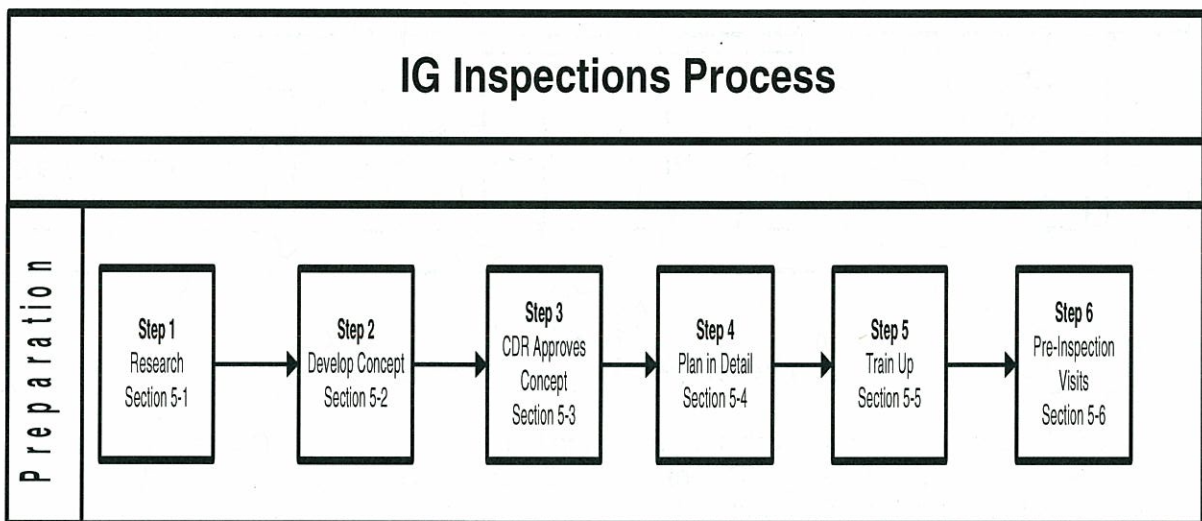 IG Inspections Process
Preparation
Step 1
Research
Section 5-1
Step 2
Develop Concept
Section 5-2
Step 3
CDR Approves
Concept
Section 5-3
Step 4
Plan in Detail
Section 5-4
Step 5
Train Up
Section 5-5
Step 6
Pre-Inspection
Visits
Section 5-6